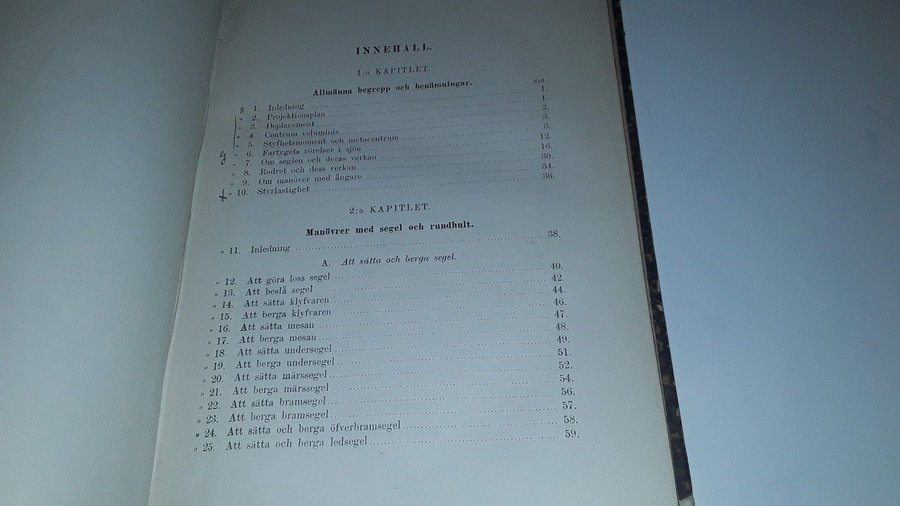 INNEHALL.
1:a KAPITLET.
Allmänna begrepp och benämningar.
Sid.
§ 1. Inledning 1.
" 2. Projektionsplan 1.
" 3. Deplacement 2.
" 4. Centrum voluminis 3.
" 5. Styfhetsmoment och metacentrum 3.
" 6. Fartygets rörelser i sjön 12.
" 7. Om seglen och deras verkan 16.
" 8. Rodret och dess verkan 30.
" 9. Om manöver med ångare 34.
" 10. Styrlastighet 36.
2:a KAPITLET.
Manövrer med segel och rundhult.
" 11. Inledning 38.
A. Att sätta och berga segel.
" 12. Att göra loss segel 40.
" 13. Att beslå segel 42.
" 14. Att sätta klyfvaren 44.
" 15. Att berga klyfvaren 46.
" 16. Att sätta mesan 47.
" 17. Att berga mesan 48.
" 18. Att sätta undersegel 49.
" 19. Att berga undersegel 51.
" 20. Att sätta märssegel 52.
" 21. Att berga märssegel 54.
" 22. Att sätta bramsegel 56.
" 23. Att berga bramsegel 57.
" 24. Att sätta och berga öfverbramsegel 58.
" 25. Att sätta och berga ledsegel 59.